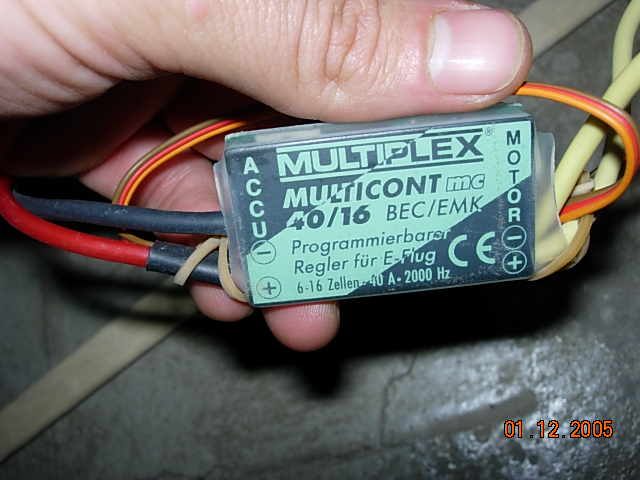 MULTIPLEX®
MULTICONT mc
40/16 BEC/EMK
Programmierbarer
Regler für E-Flug CE
6-16 Zellen - 40 A - 2000 Hz
ACCU
- 
+
MOTOR
-
+
01.12.2005